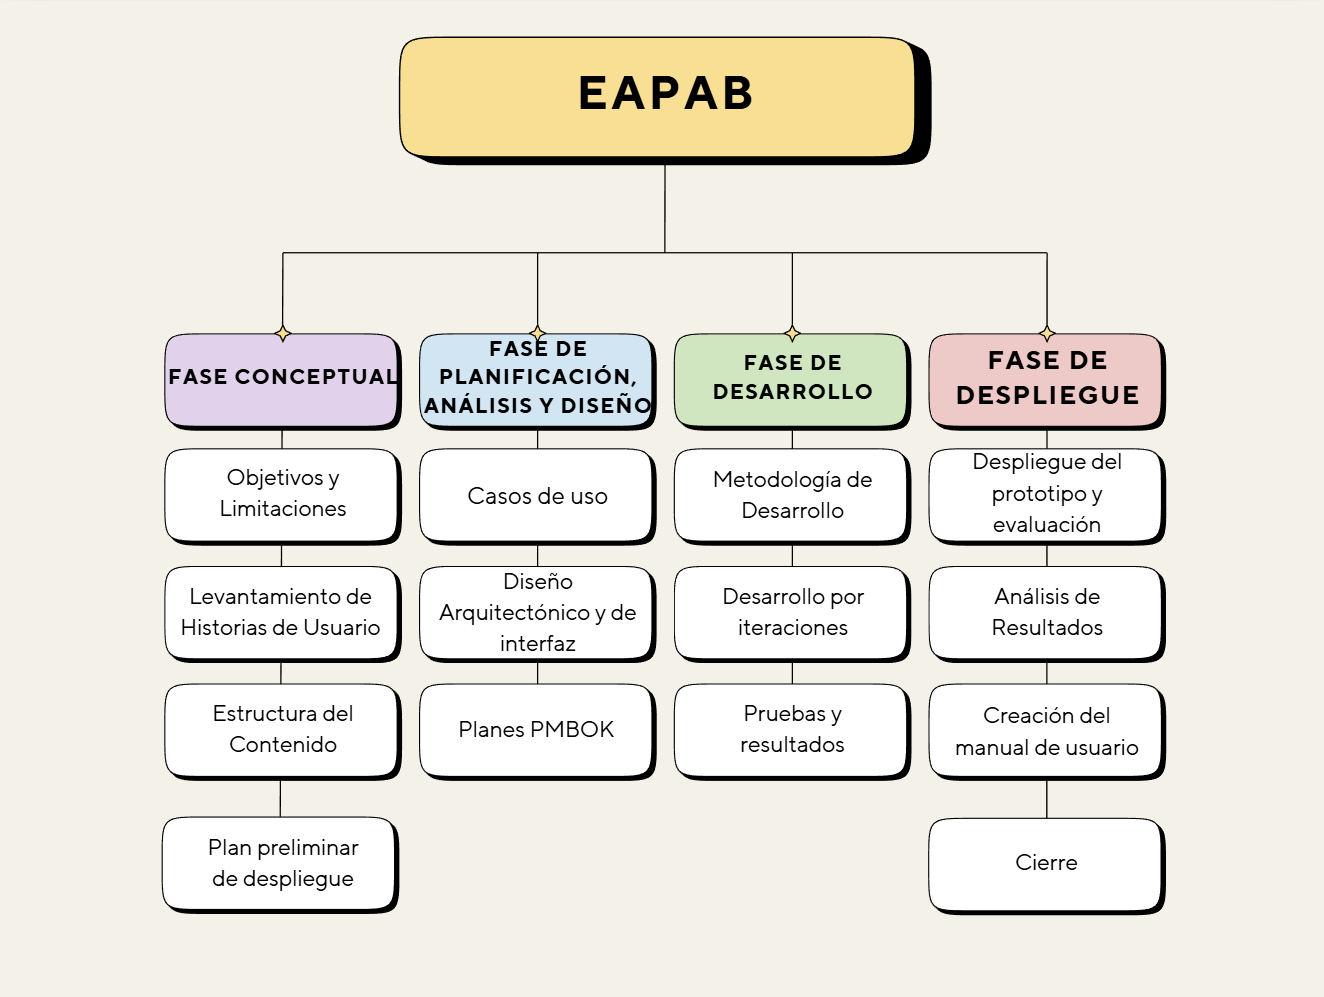 EAPAB
FASE CONCEPTUAL
Objetivos y
Limitaciones
Levantamiento de
Historias de Usuario
Estructura del
Contenido
Plan preliminar
de despliegue
FASE DE
PLANIFICACIÓN,
ANÁLISIS Y DISEÑO
Casos de uso
Diseño
Arquitectónico y de
interfaz
Planes PMBOK
FASE DE
DESARROLLO
Metodología de
Desarrollo
Desarrollo por
iteraciones
Pruebas y
resultados
FASE DE
DESPLIEGUE
Despliegue del
prototipo y
evaluación
Análisis de
Resultados
Creación del
manual de usuario
Cierre